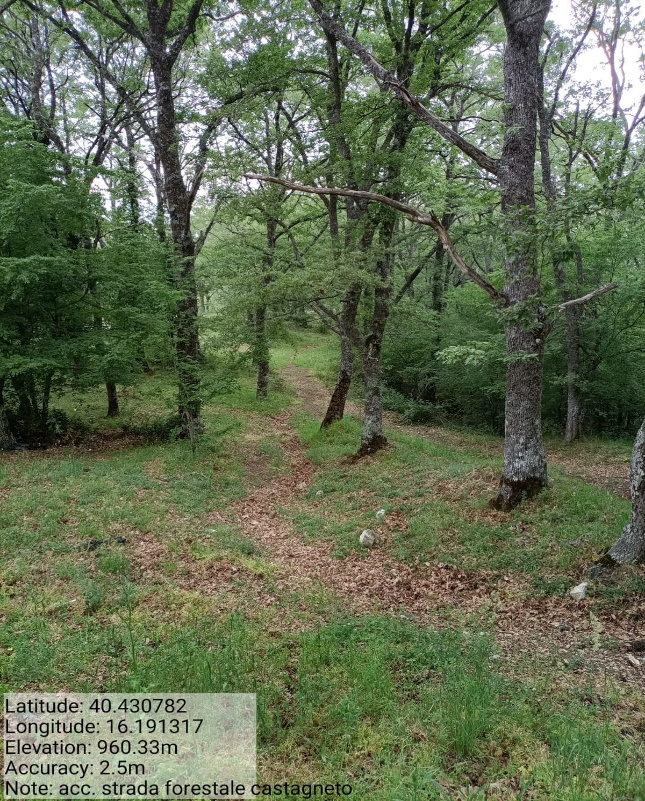 Latitude: 40.430782
Longitude: 16.191317
Elevation: 960.33m
Accuracy: 2.5m
Note: acc. strada forestale castagneto